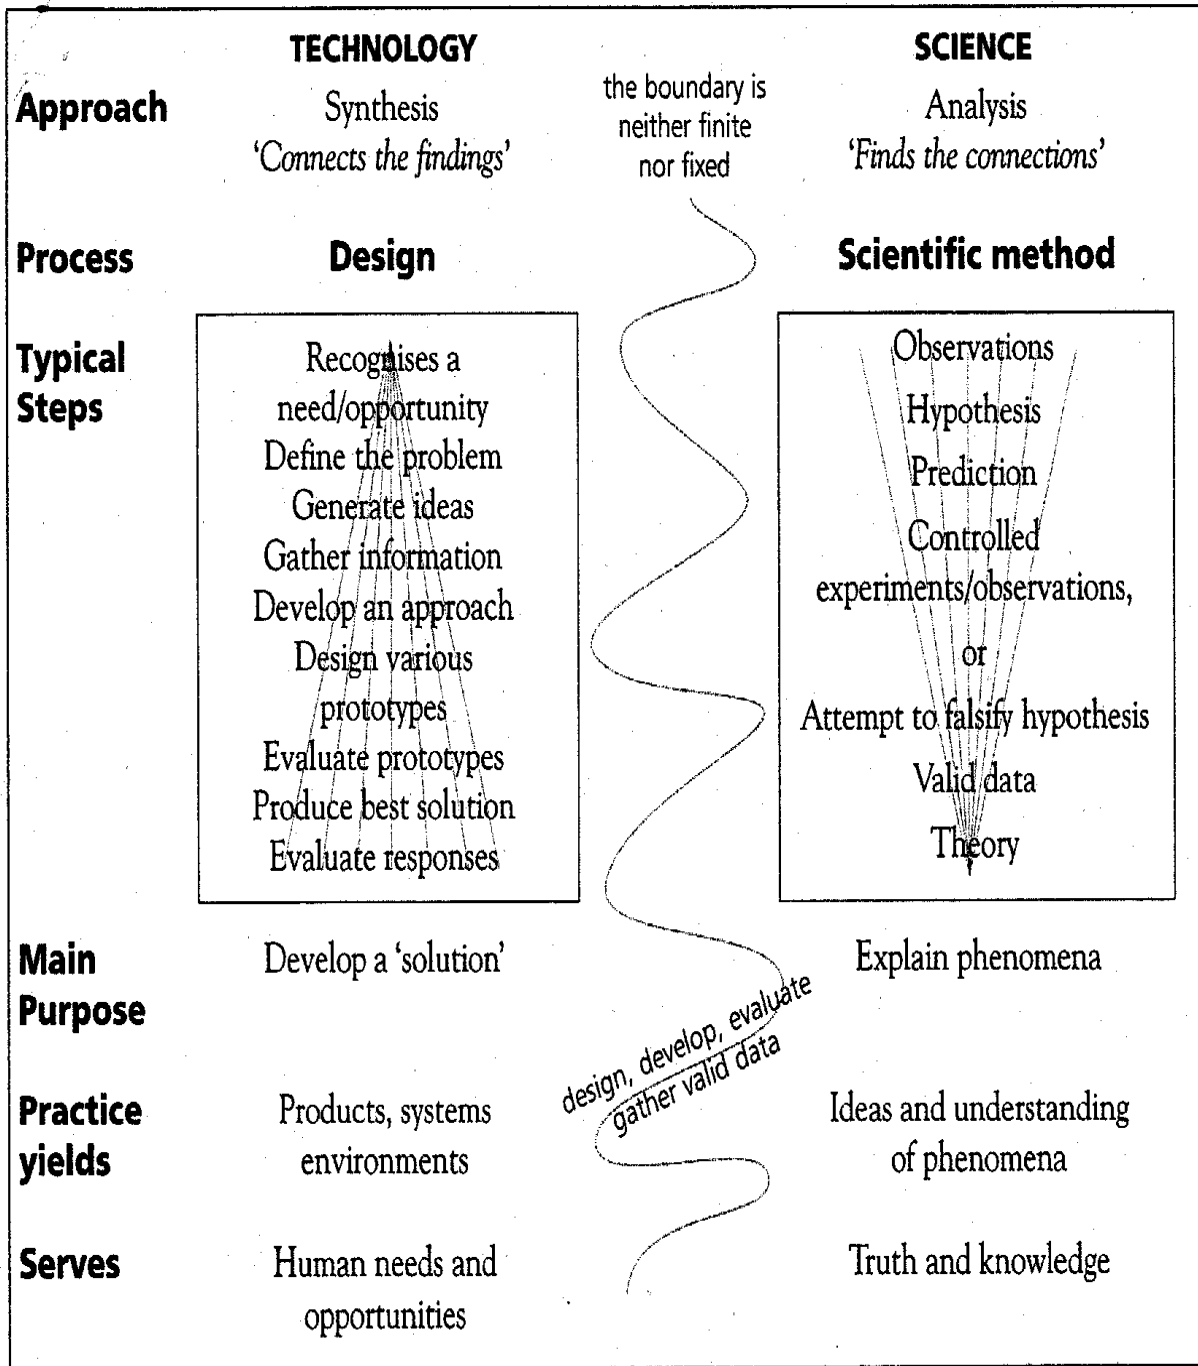 TECHNOLOGY
SCIENCE
the boundary is
neither finite
nor fixed
Approach
Synthesis
'Connects the findings'
Analysis
'Finds the connections'
Process
Design
Scientific method
Typical
Steps
Recognises a
need/opportunity
Define the problem
Generate ideas
Gather information
Develop an approach
Design various
prototypes
Evaluate prototypes
Produce best solution
Evaluate responses
Observations
Hypothesis
Prediction
Controlled
experiments/observations,
or
Attempt to falsify hypothesis
Valid data
Theory
Main
Purpose
Develop a 'solution'
Explain phenomena
design, develop, evaluate
gather valid data
Practice
yields
Products, systems
environments
Ideas and understanding
of phenomena
Serves
Human needs and
opportunities
Truth and knowledge